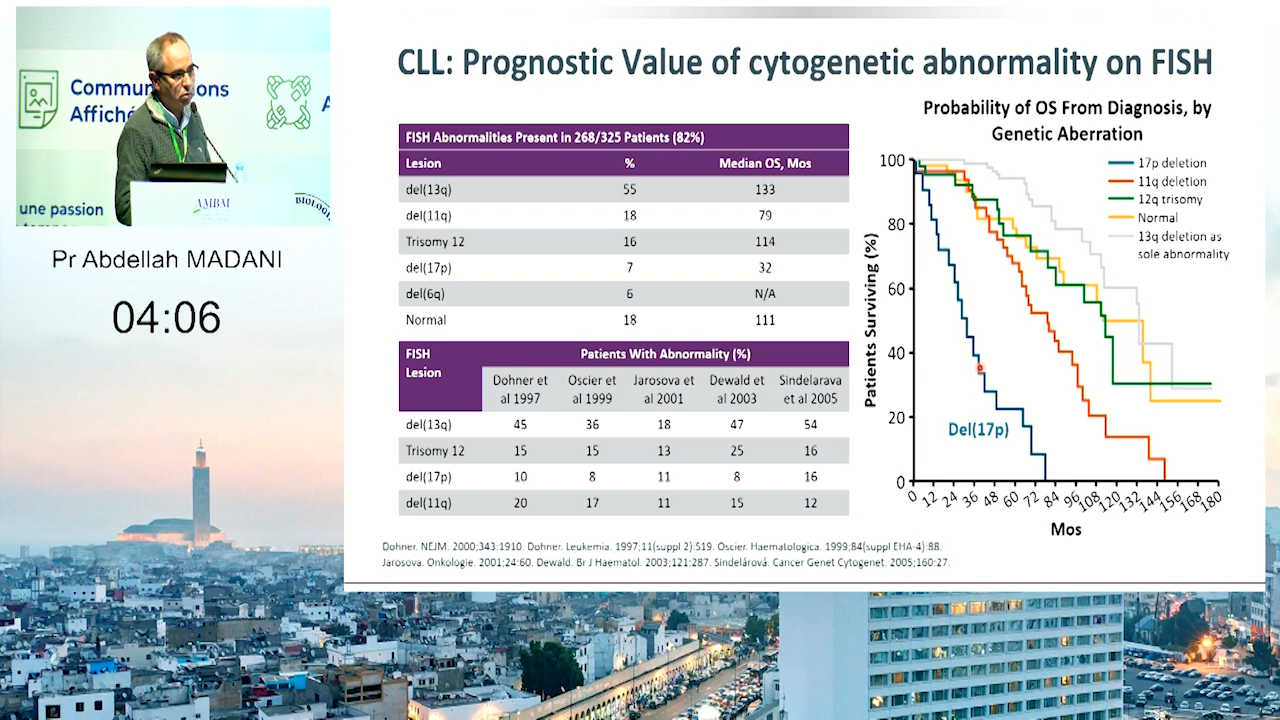 Communications
Affiché
A
une passion
AMBM
BIOLOGI
Pr Abdellah MADANI
04:06
CLL: Prognostic Value of cytogenetic abnormality on FISH
FISH Abnormalities Present in 268/325 Patients (82%)
Lesion % Median OS, Mos
del(13q) 55 133
del(11q) 18 79
Trisomy 12 16 114
del(17p) 7 32
del(6q) 6 N/A
Normal 18 111
FISH Lesion Patients With Abnormality (%)
Dohner et al 1997 Oscier et al 1999 Jarosova et al 2001 Dewald et al 2003 Sindelarava et al 2005
del(13q) 45 36 18 47 54
Trisomy 12 15 15 13 25 16
del(17p) 10 8 11 8 16
del(11q) 20 17 11 15 12
Probability of OS From Diagnosis, by
Genetic Aberration
Patients Surviving (%)
100
80
60
40
20
0
17p deletion
11q deletion
12q trisomy
Normal
13q deletion as
sole abnormality
Del(17p)
0 12 24 36 48 60 72 84 96 108 120 132 144 156 168 180
Mos
Dohner. NEJM. 2000;343:1910. Dohner. Leukemia. 1997;11(suppl 2):S19. Oscier. Haematologica. 1999;84(suppl EHA-4):88.
Jarosova. Onkologie. 2001;24:60. Dewald. Br J Haematol. 2003;121:287. Sindelárová. Cancer Genet Cytogenet. 2005;160:27.